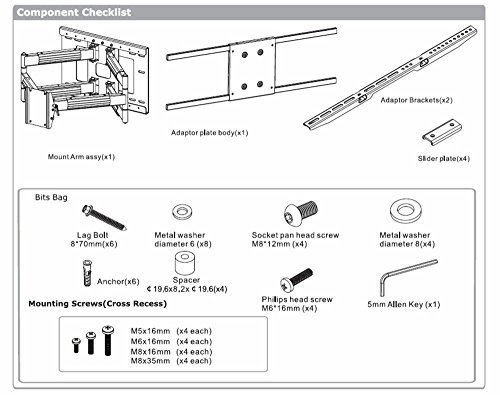 Component Checklist
Mount Arm assy(x1)
Adaptor plate body(x1)
Adaptor Brackets(x2)
Slider plate(x4)
Bits Bag
Lag Bolt
8*70mm(x6)
Metal washer
diameter 6 (x8)
Socket pan head screw
M8*12mm (x4)
Metal washer
diameter 8(x4)
Anchor(x6)
Spacer
¢ 19,6x8,2x ¢ 19,6(x4)
Philips head screw
M6*16mm (x4)
5mm Allen Key (x1)
Mounting Screws(Cross Recess)
M5x16mm (x4 each)
M6x16mm (x4 each)
M8x16mm (x4 each)
M8x35mm (x4 each)